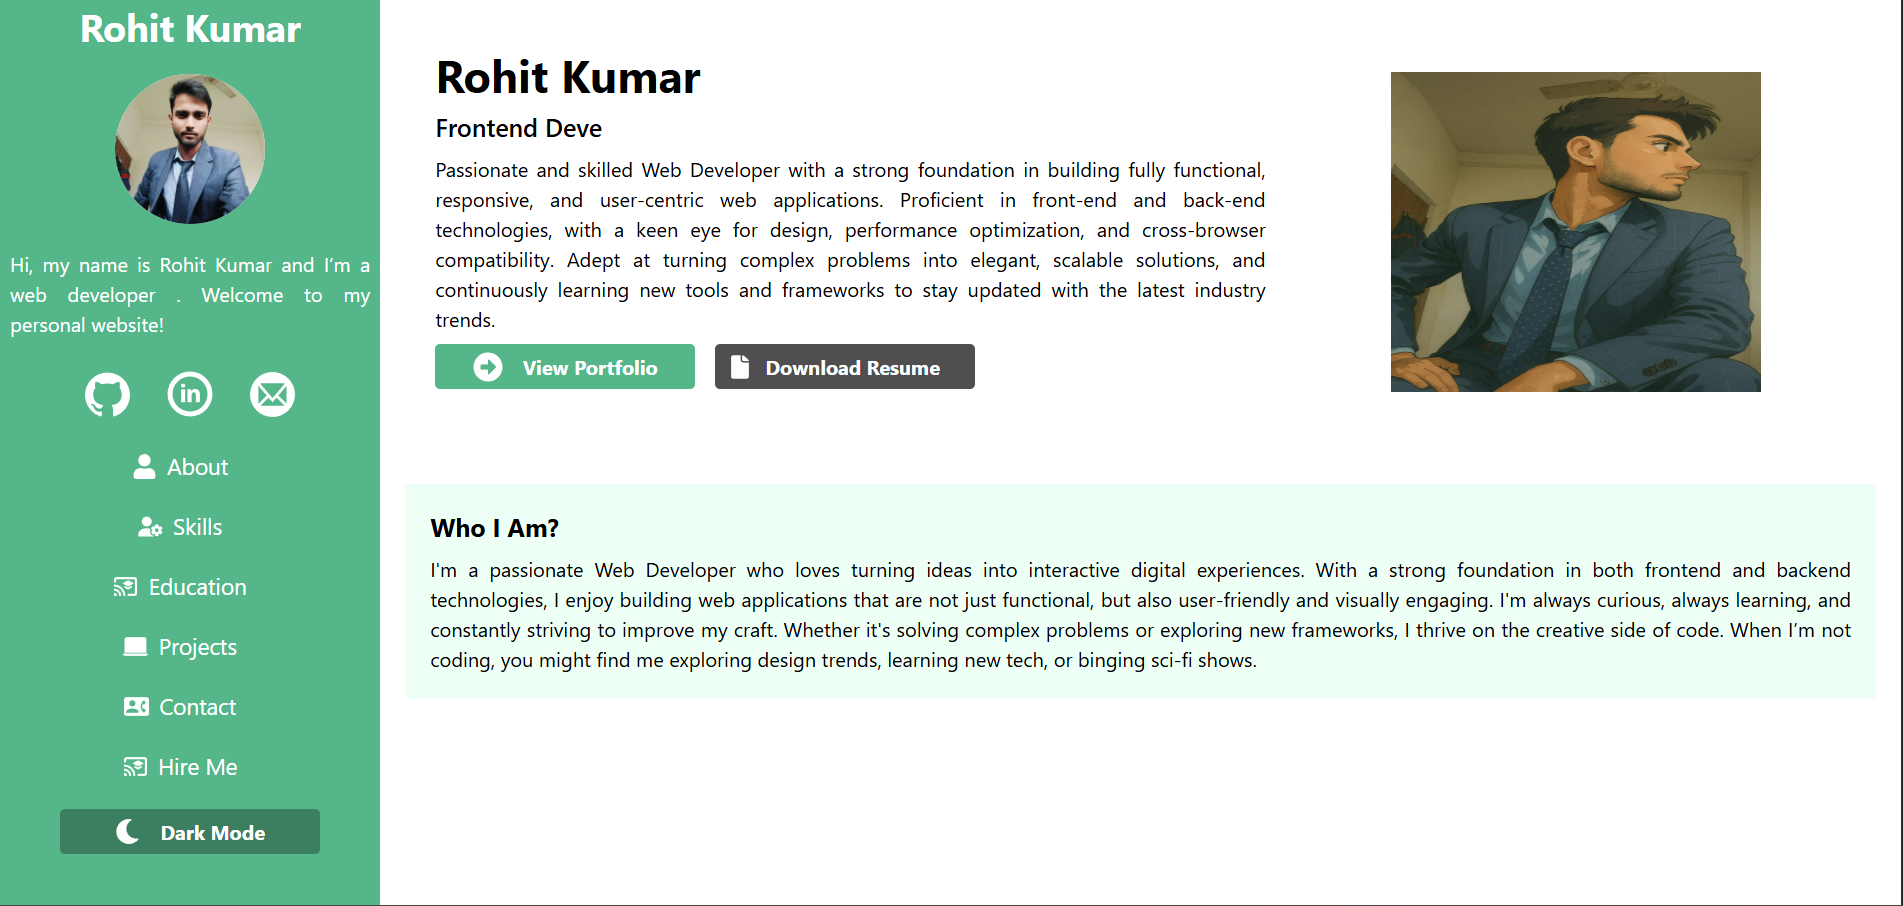 Rohit Kumar
Hi, my name is Rohit Kumar and I’m a
web developer . Welcome to my
personal website!
in
About
Skills
Education
Projects
Contact
Hire Me
Dark Mode
Rohit Kumar
Frontend Deve
Passionate and skilled Web Developer with a strong foundation in building fully functional,
responsive, and user-centric web applications. Proficient in front-end and back-end
technologies, with a keen eye for design, performance optimization, and cross-browser
compatibility. Adept at turning complex problems into elegant, scalable solutions, and
continuously learning new tools and frameworks to stay updated with the latest industry
trends.
View Portfolio
Download Resume
Who I Am?
I'm a passionate Web Developer who loves turning ideas into interactive digital experiences. With a strong foundation in both frontend and backend
technologies, I enjoy building web applications that are not just functional, but also user-friendly and visually engaging. I'm always curious, always learning, and
constantly striving to improve my craft. Whether it's solving complex problems or exploring new frameworks, I thrive on the creative side of code. When I’m not
coding, you might find me exploring design trends, learning new tech, or binging sci-fi shows.